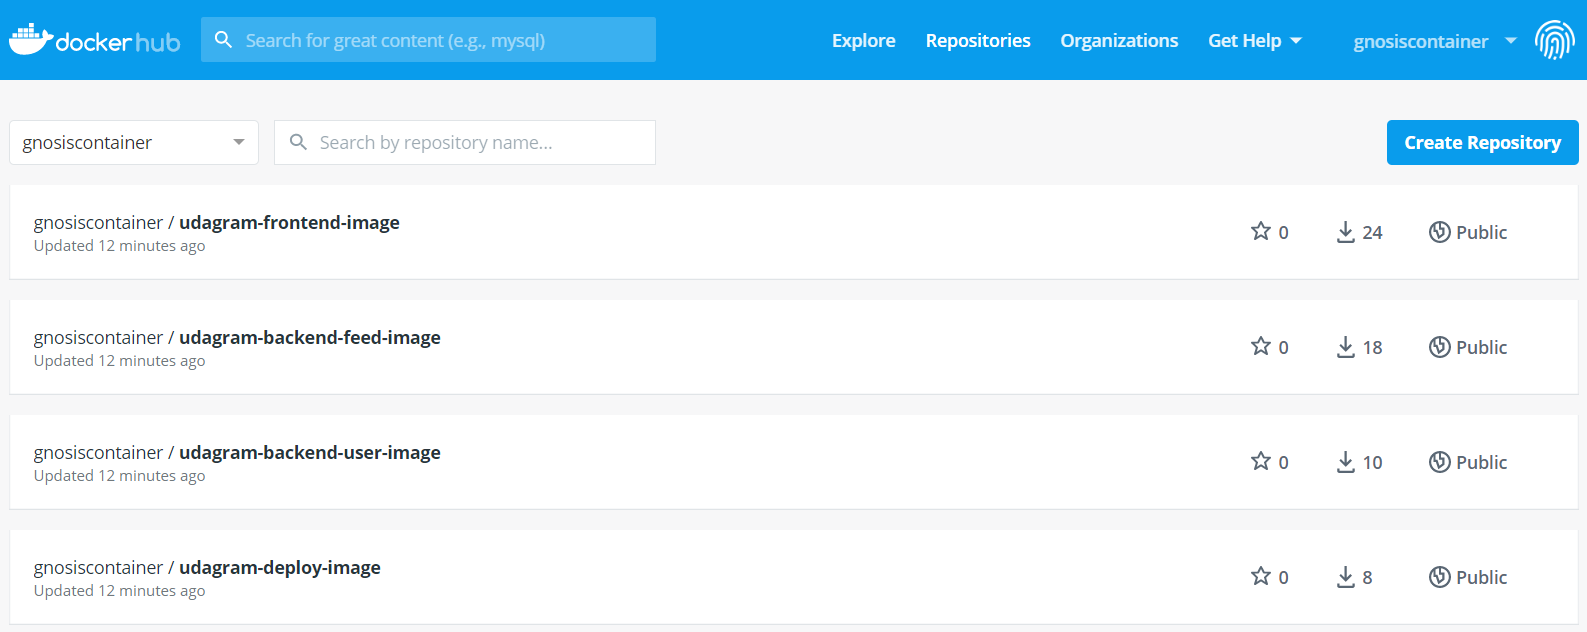 docker hub
Search for great content (e.g., mysql)
Explore
Repositories
Organizations
Get Help
gnosiscontainer
gnosiscontainer
Search by repository name...
Create Repository
gnosiscontainer / udagram-frontend-image
Updated 12 minutes ago
0
24
Public
gnosiscontainer / udagram-backend-feed-image
Updated 12 minutes ago
0
18
Public
gnosiscontainer / udagram-backend-user-image
Updated 12 minutes ago
0
10
Public
gnosiscontainer / udagram-deploy-image
Updated 12 minutes ago
0
8
Public